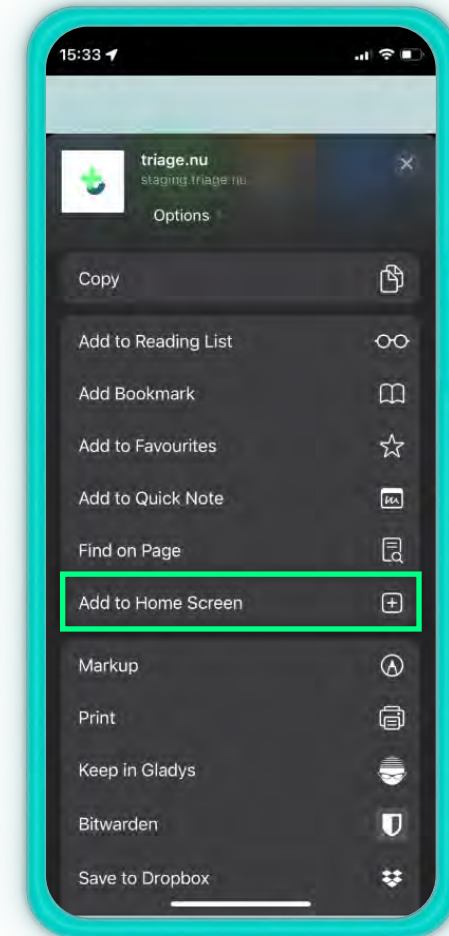 15:33
triage.nu
staging.triage.nu
Options
Copy
Add to Reading List
Add Bookmark
Add to Favourites
Add to Quick Note
Find on Page
Add to Home Screen
Markup
Print
Keep in Gladys
Bitwarden
Save to Dropbox